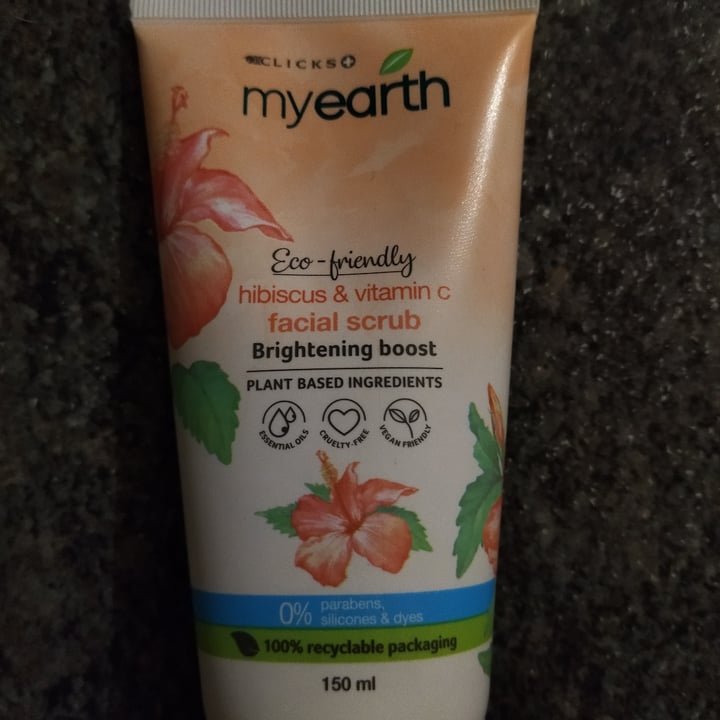 CLICKS
myearth
Eco-friendly
hibiscus & vitamin c
facial scrub
Brightening boost
PLANT BASED INGREDIENTS
ESSENTIAL OILS
CRUELTY-FREE
VEGAN FRIENDLY
0% parabens,
silicones & dyes
100% recyclable packaging
150 ml